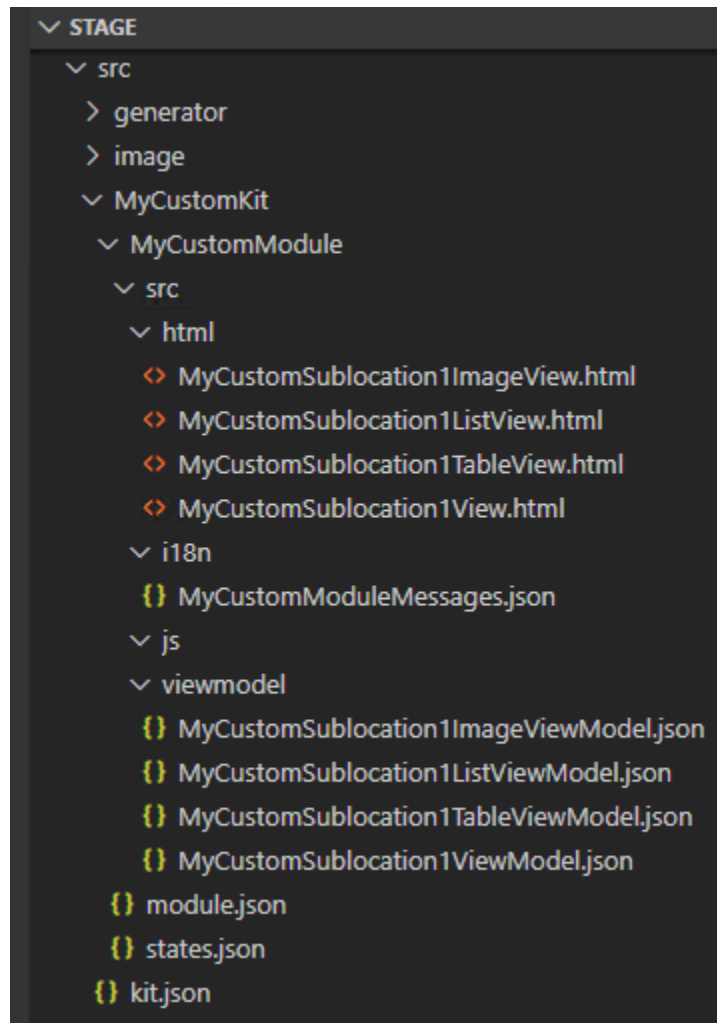 STAGE
src
generator
image
MyCustomKit
MyCustomModule
src
html
<> MyCustomSublocation1ImageView.html
<> MyCustomSublocation1ListView.html
<> MyCustomSublocation1TableView.html
<> MyCustomSublocation1View.html
i18n
{} MyCustomModuleMessages.json
js
viewmodel
{} MyCustomSublocation1ImageViewModel.json
{} MyCustomSublocation1ListViewModel.json
{} MyCustomSublocation1TableViewModel.json
{} MyCustomSublocation1ViewModel.json
{} module.json
{} states.json
{} kit.json